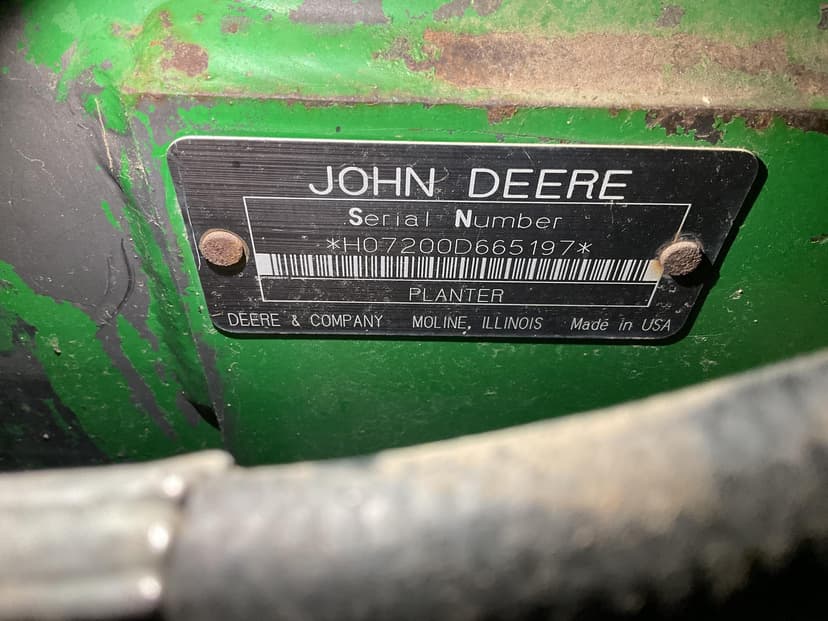 JOHN DEERE
Serial Number
*H07200D665197*
PLANTER
DEERE & COMPANY MOLINE, ILLINOIS Made in USA